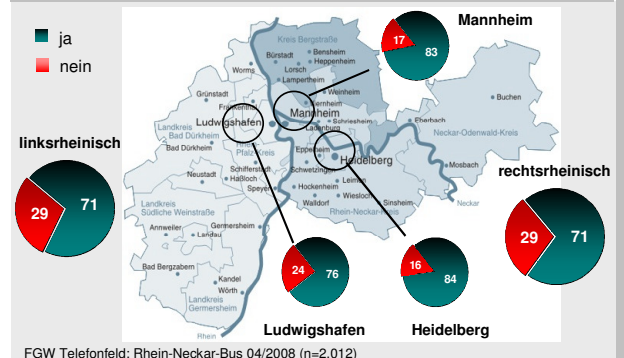 ja
nein
Mannheim
17
83
Kreis Bergstraße
Bürstadt
Bensheim
Heppenheim
Worms
Lorsch
Lampertheim
Weinheim
Grünstadt
Buchen
Frankenthal
Viernheim
Mannheim
Ludwigshafen
Ladenburg
Schriesheim
Eberbach
Neckar-Odenwald-Kreis
Landkreis
Bad Dürkheim
Bad Dürkheim
Rhein-
Pfalz-Kreis
Eppelheim
Heidelberg
Mosbach
linksrheinisch
29
71
Schifferstadt
Haßloch
Neustadt
Speyer
Schwetzingen
Leimen
Hockenheim
Wiesloch
Walldorf
Sinsheim
Rhein-Neckar-Kreis
Neckar
rechtsrheinisch
29
71
Landkreis
Südliche Weinstraße
Annweiler
Landau
Germersheim
Bad Bergzabern
Kandel
Wörth
Landkreis
Germersheim
Rhein
24
76
Ludwigshafen
16
84
Heidelberg
FGW Telefonfeld: Rhein-Neckar-Bus 04/2008 (n=2.012)